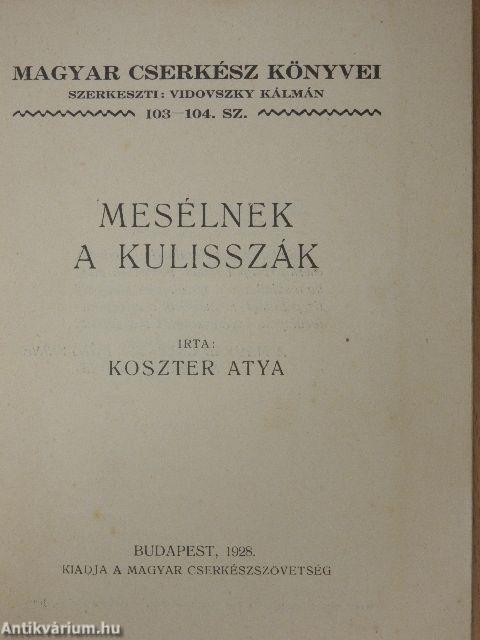 MAGYAR CSERKÉSZ KÖNYVEI
SZERKESZTI: VIDOVSZKY KÁLMÁN
103—104. SZ.
MESÉLNEK
A KULISSZÁK
IRTA:
KOSZTER ATYA
BUDAPEST, 1928.
KIADJA A MAGYAR CSERKÉSZSZÖVETSÉG
Antikvárium.hu